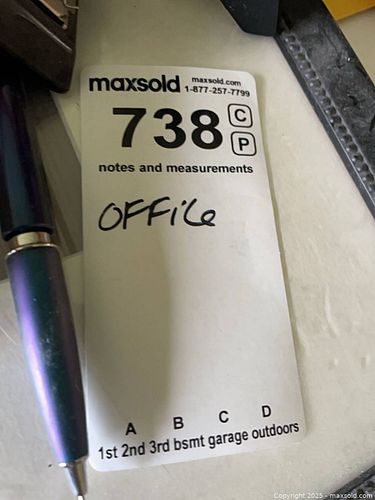 maxsold maxsold.com
1-877-257-7799
738 C
P
notes and measurements
OFFiCe
A B C D
1st 2nd 3rd bsmt garage outdoors
Copyright 2025 - maxsold.com